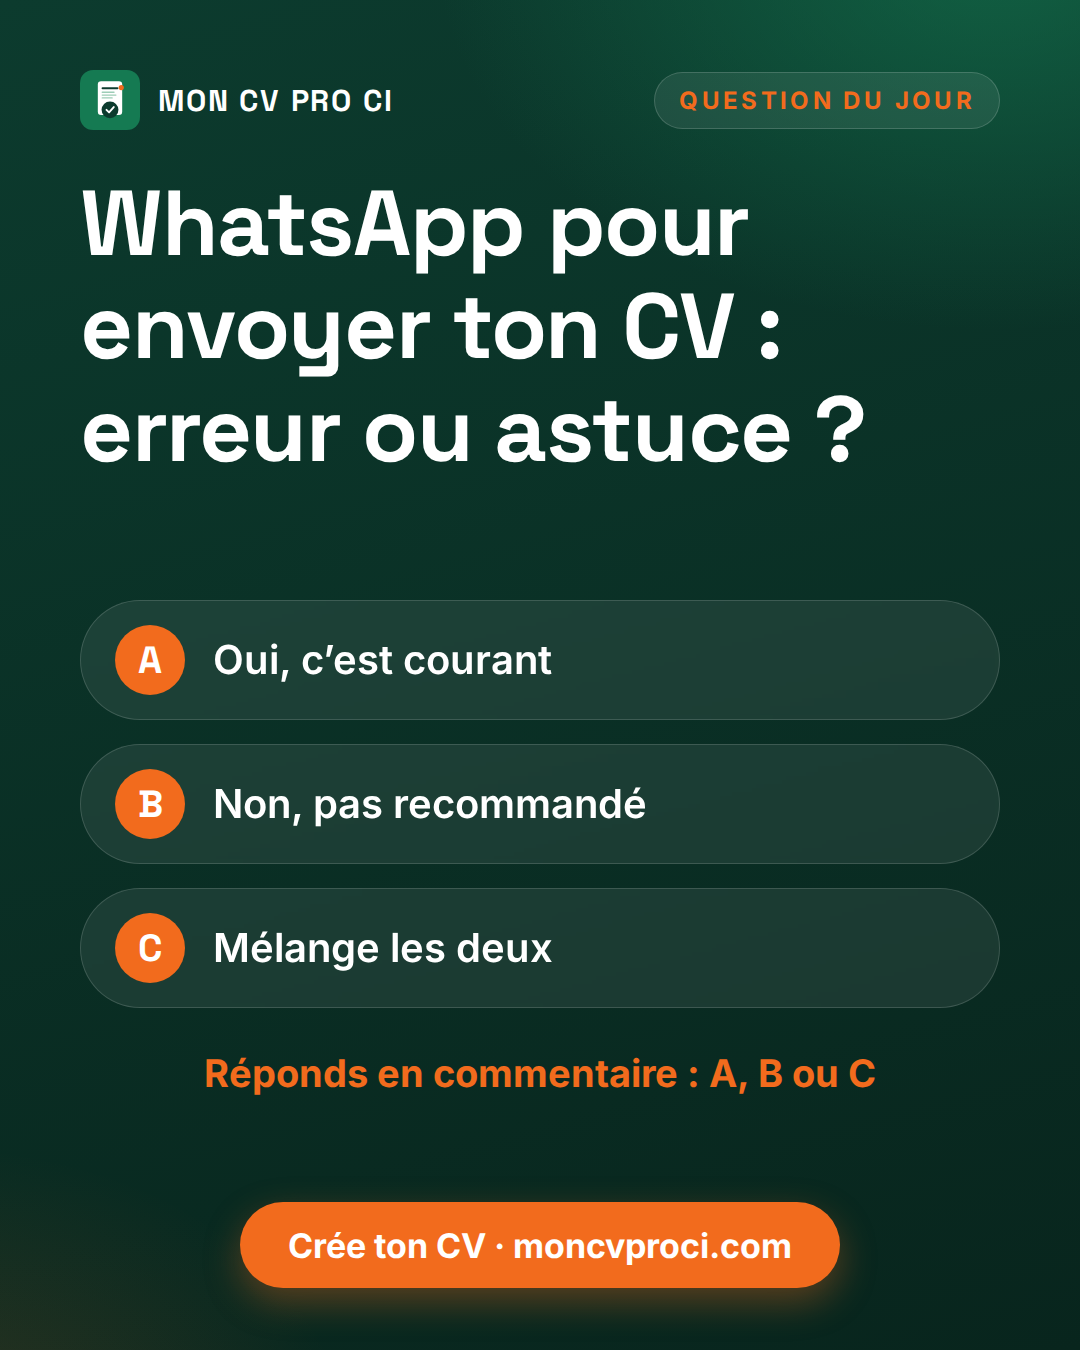 MON CV PRO CI
QUESTION DU JOUR
WhatsApp pour
envoyer ton CV :
erreur ou astuce ?
A Oui, c’est courant
B Non, pas recommandé
C Mélange les deux
Réponds en commentaire : A, B ou C
Crée ton CV · moncvproci.com